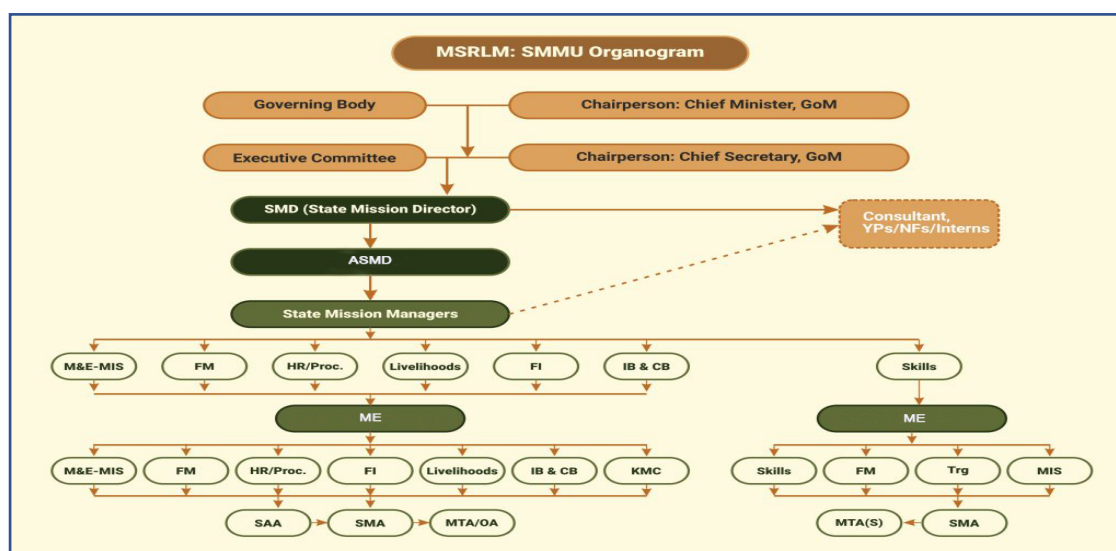 MSRLM: SMMU Organogram
Governing Body
Chairperson: Chief Minister, GoM
Executive Committee
Chairperson: Chief Secretary, GoM
SMD (State Mission Director)
Consultant,
YPs/NFs/Interns
ASMD
State Mission Managers
M&E-MIS
FM
HR/Proc.
Livelihoods
FI
IB & CB
Skills
ME
ME
M&E-MIS
FM
HR/Proc.
FI
Livelihoods
IB & CB
KMC
Skills
FM
Trg
MIS
SAA
SMA
MTA/OA
MTA(S)
SMA